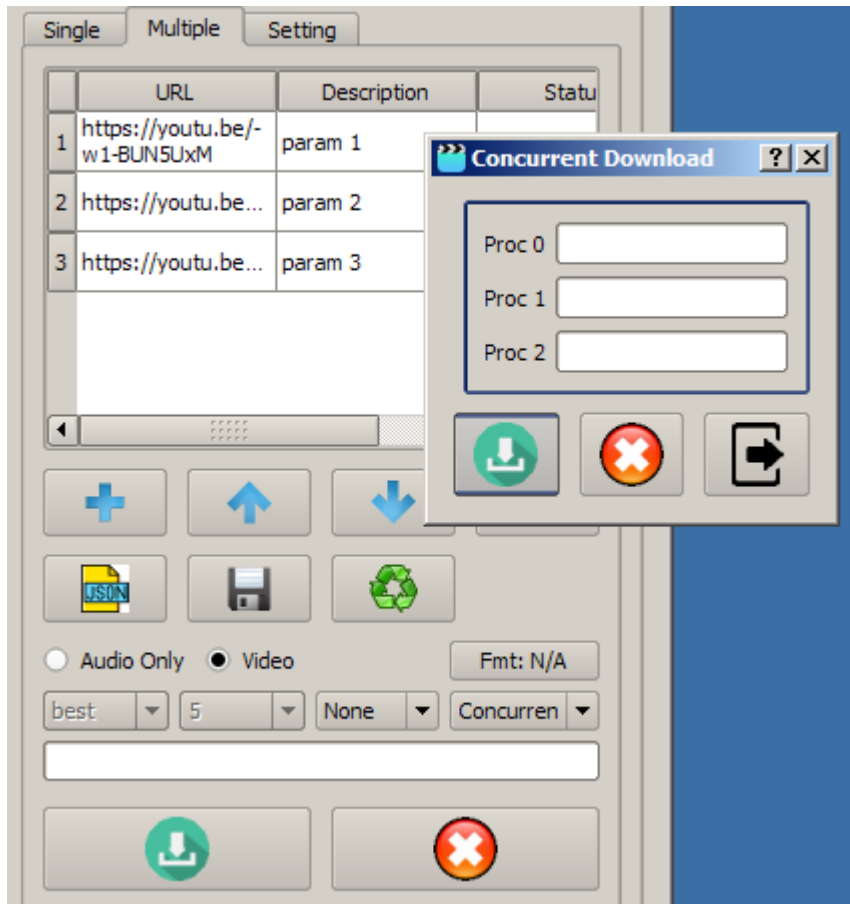 Single Multiple Setting
URL Description Statu
1 https://youtu.be/-w1-BUN5UxM param 1
2 https://youtu.be... param 2
3 https://youtu.be... param 3
Concurrent Download ? X
Proc 0
Proc 1
Proc 2
JSON
Audio Only Video Fmt: N/A
best 5 None Concurren